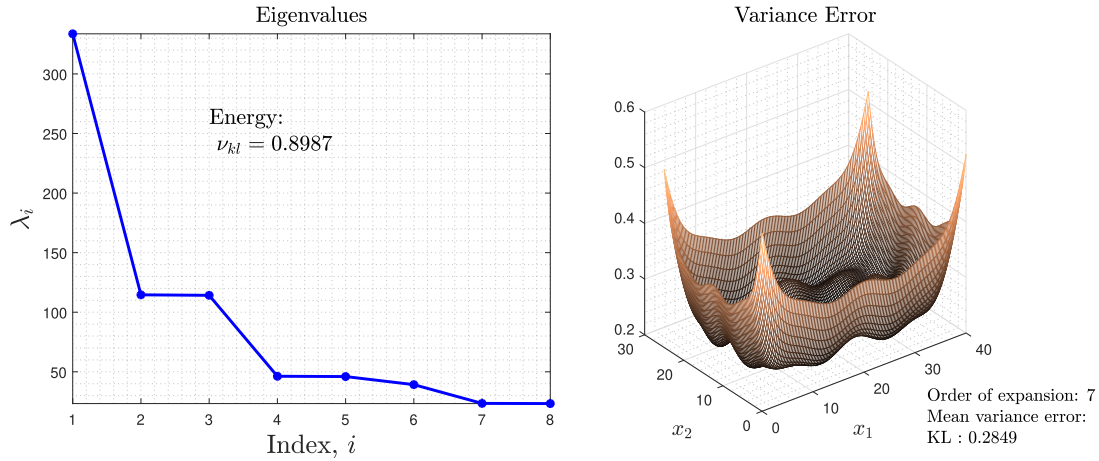 Eigenvalues
300
250
200
150
100
50
λᵢ
Energy:
ν_{kl} = 0.8987
1 2 3 4 5 6 7 8
Index, i
Variance Error
0.6
0.5
0.4
0.3
0.2
30
20
10
0
x₂
0
10
20
30
40
x₁
Order of expansion: 7
Mean variance error:
KL : 0.2849